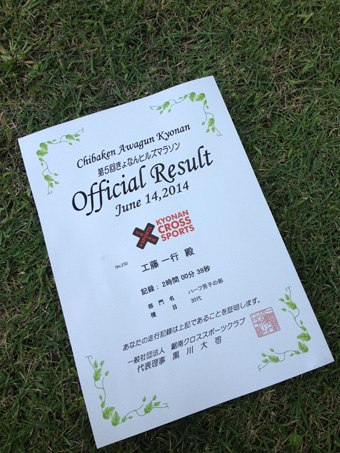 Chibaken Awagun Kyonan
第5回きょなんヒルズマラソン
Official Result
June 14,2014
KYONAN
CROSS
SPORTS
No.250
工藤 一行 殿
記録 : 2時間 00分 39秒
部 門 名 ハーフ男子の部
種 目 30代
あなたの走行記録は上記であることを証明します。
一般社団法人 鋸南クロススポーツクラブ
代表理事 黒川 大司